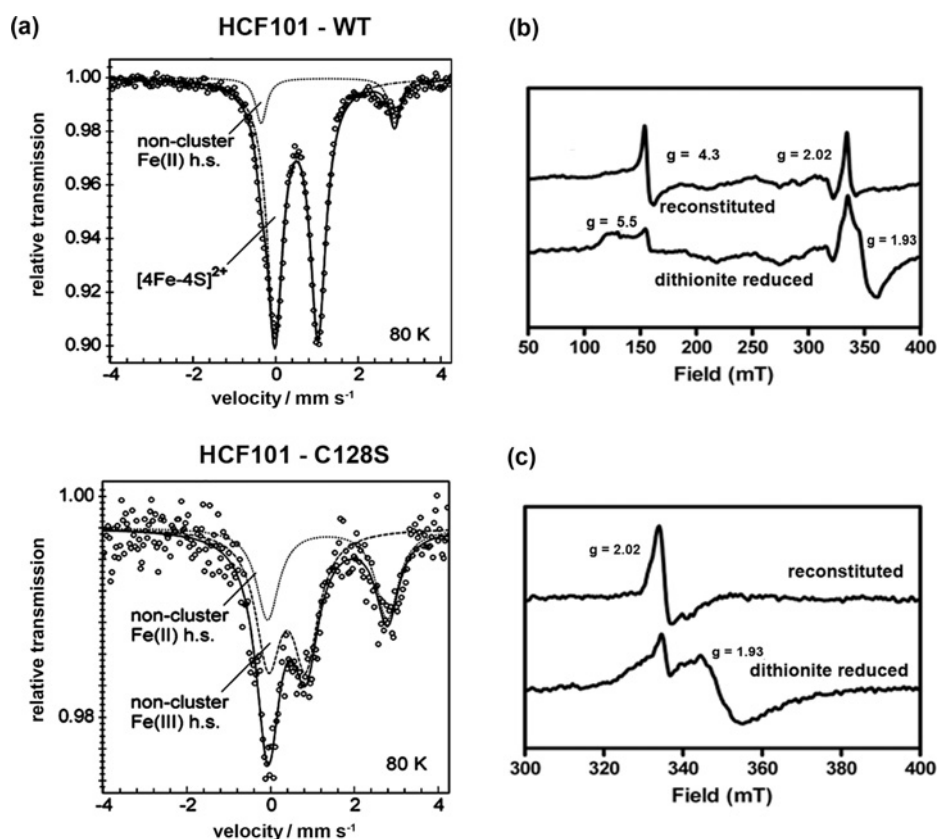 (a)
HCF101 - WT
1.00
0.98
0.96
0.94
0.92
0.90
relative transmission
non-cluster
Fe(II) h.s.
[4Fe-4S]²⁺
80 K
-4
-2
0
2
4
velocity / mm s⁻¹
HCF101 - C128S
1.00
0.98
relative transmission
non-cluster
Fe(II) h.s.
non-cluster
Fe(III) h.s.
80 K
-4
-2
0
2
4
velocity / mm s⁻¹
(b)
g = 4.3
g = 2.02
reconstituted
g = 5.5
g = 1.93
dithionite reduced
50
100
150
200
250
300
350
400
Field (mT)
(c)
g = 2.02
reconstituted
g = 1.93
dithionite reduced
300
320
340
360
380
400
Field (mT)